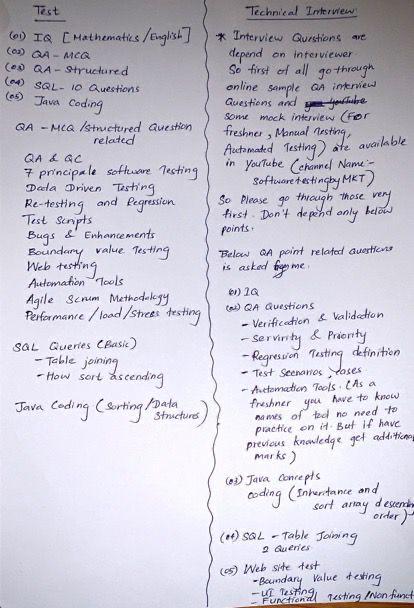 Test
(01) IQ [Mathematics/English]
(02) QA - MCQ
(03) QA - Structured
(04) SQL - 10 Questions
(05) Java Coding
QA - MCQ /Structured Question
related
QA & QC
7 principale software Testing
Data Driven Testing
Re-testing and Regression
Test Scripts
Bugs & Enhancements
Boundary value Testing
Web testing
Automation Tools
Agile Scrum Methodology
Performance /load/stress testing
SQL Queries (Basic)
- Table joining
- How sort ascending
Java Coding (Sorting/Data
Structures)
Technical Interview
* Interview Questions are
depend on interviewer.
So first of all go through
online sample QA interview
Questions and youtube
some mock interview (For
freshner, Manual Testing,
Automated Testing) are available
in YouTube (channel Name:-
SoftwaretestingbyMKT)
So Please go through those very
first. Don't depend only below
points.
Below QA point related questions
is asked from me.
01) IQ
(02) QA Questions
- Verification & Validation
- Servirity & Priority
- Regression Testing definition
- Test Scenarios, cases
- Automation Tools. (As a
freshner you have to know
names of tool no need to
practice on it. But if have
previous knowledge get additional
marks)
(03) Java Concepts
coding (Inheritance and
sort array descending
order)
(04) SQL - Table Joining
2 Queries
(05) Web site test
- Boundary Value testing
- UI Testing
- Functional Testing /Non funct